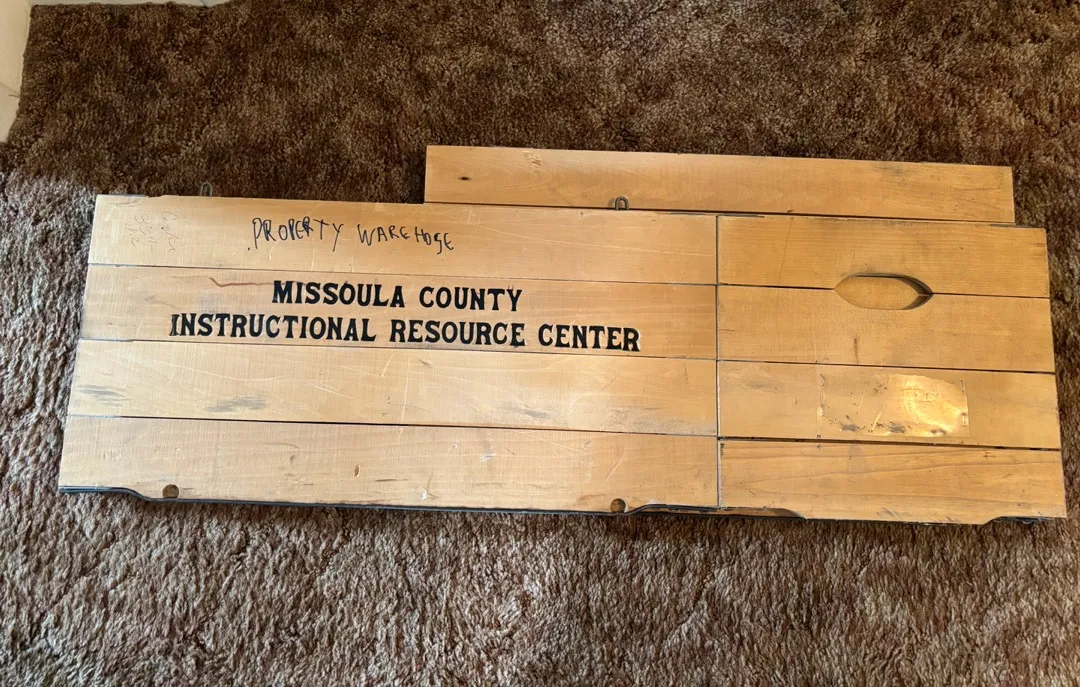 PROPERTY WAREHOSE
MISSOULA COUNTY
INSTRUCTIONAL RESOURCE CENTER